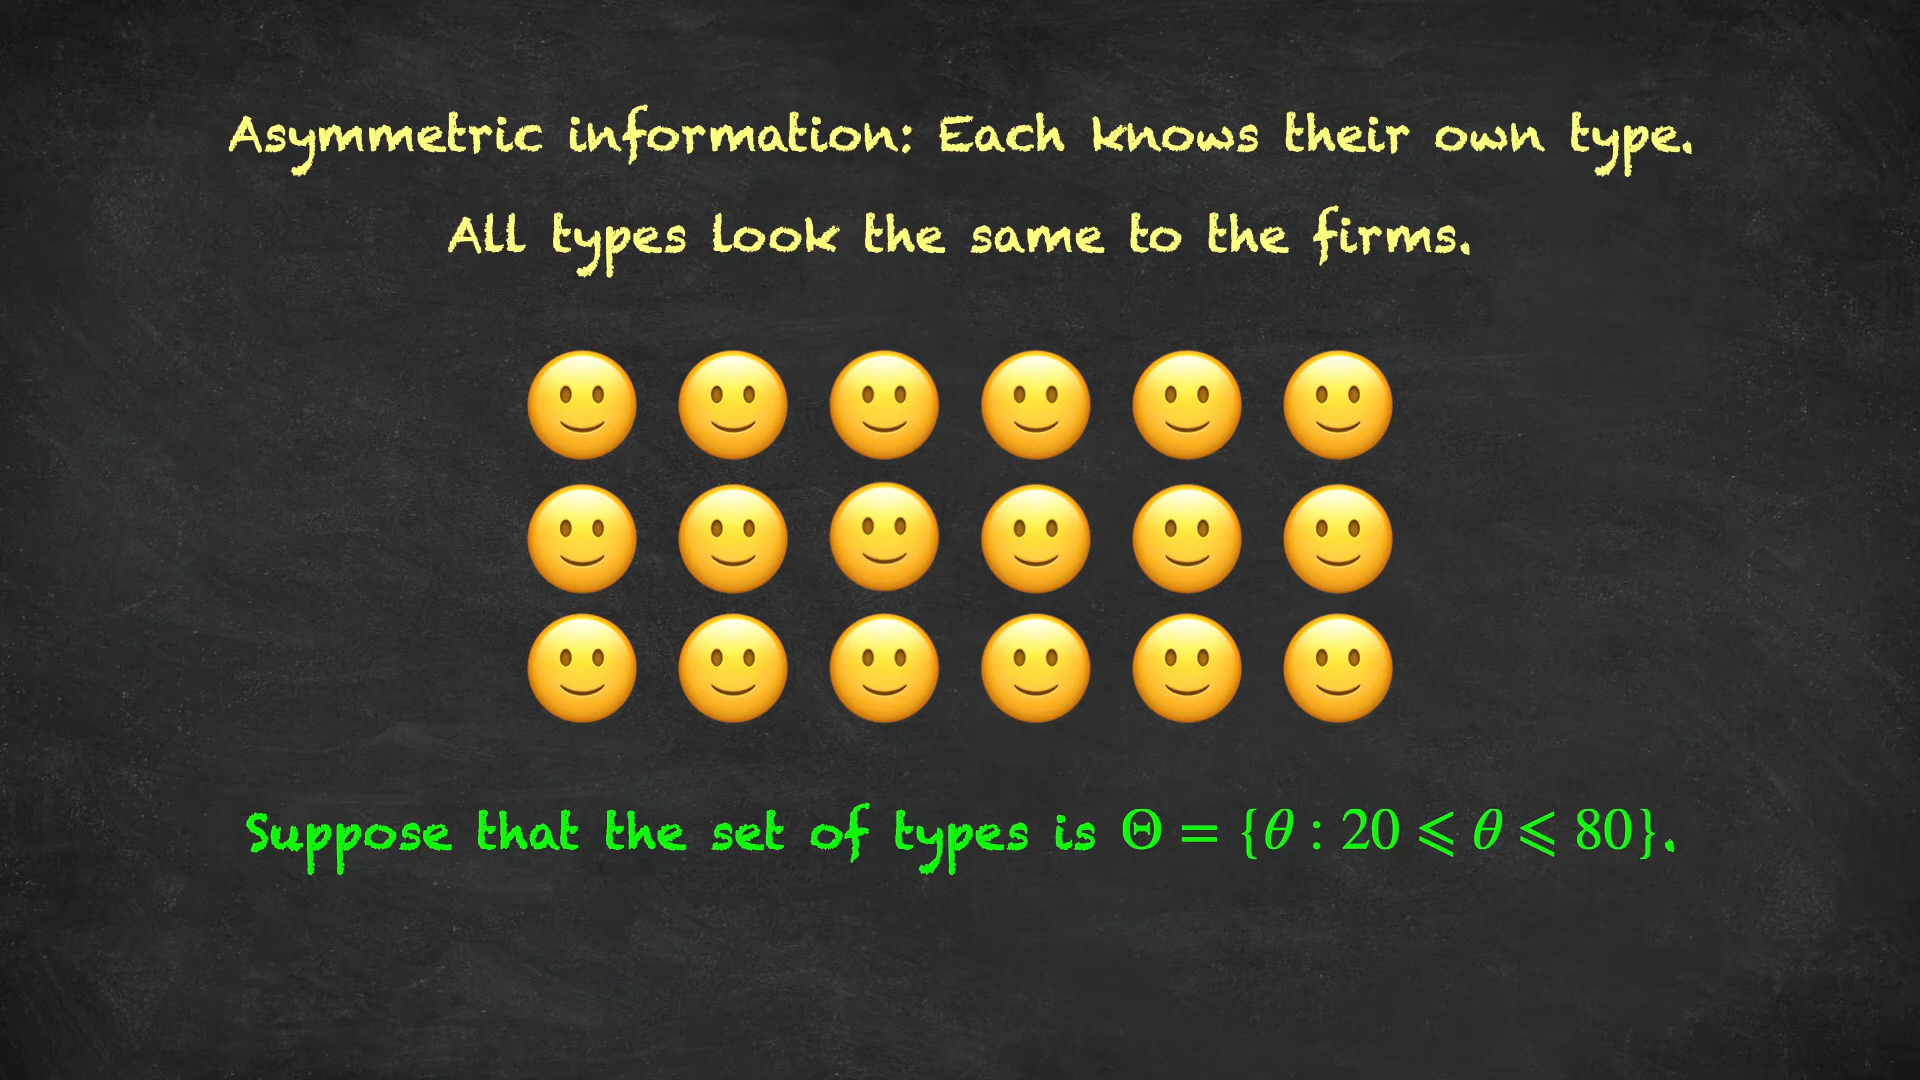 Asymmetric information: Each knows their own type.
All types look the same to the firms.
Suppose that the set of types is Θ = {θ : 20 ⩽ θ ⩽ 80}.